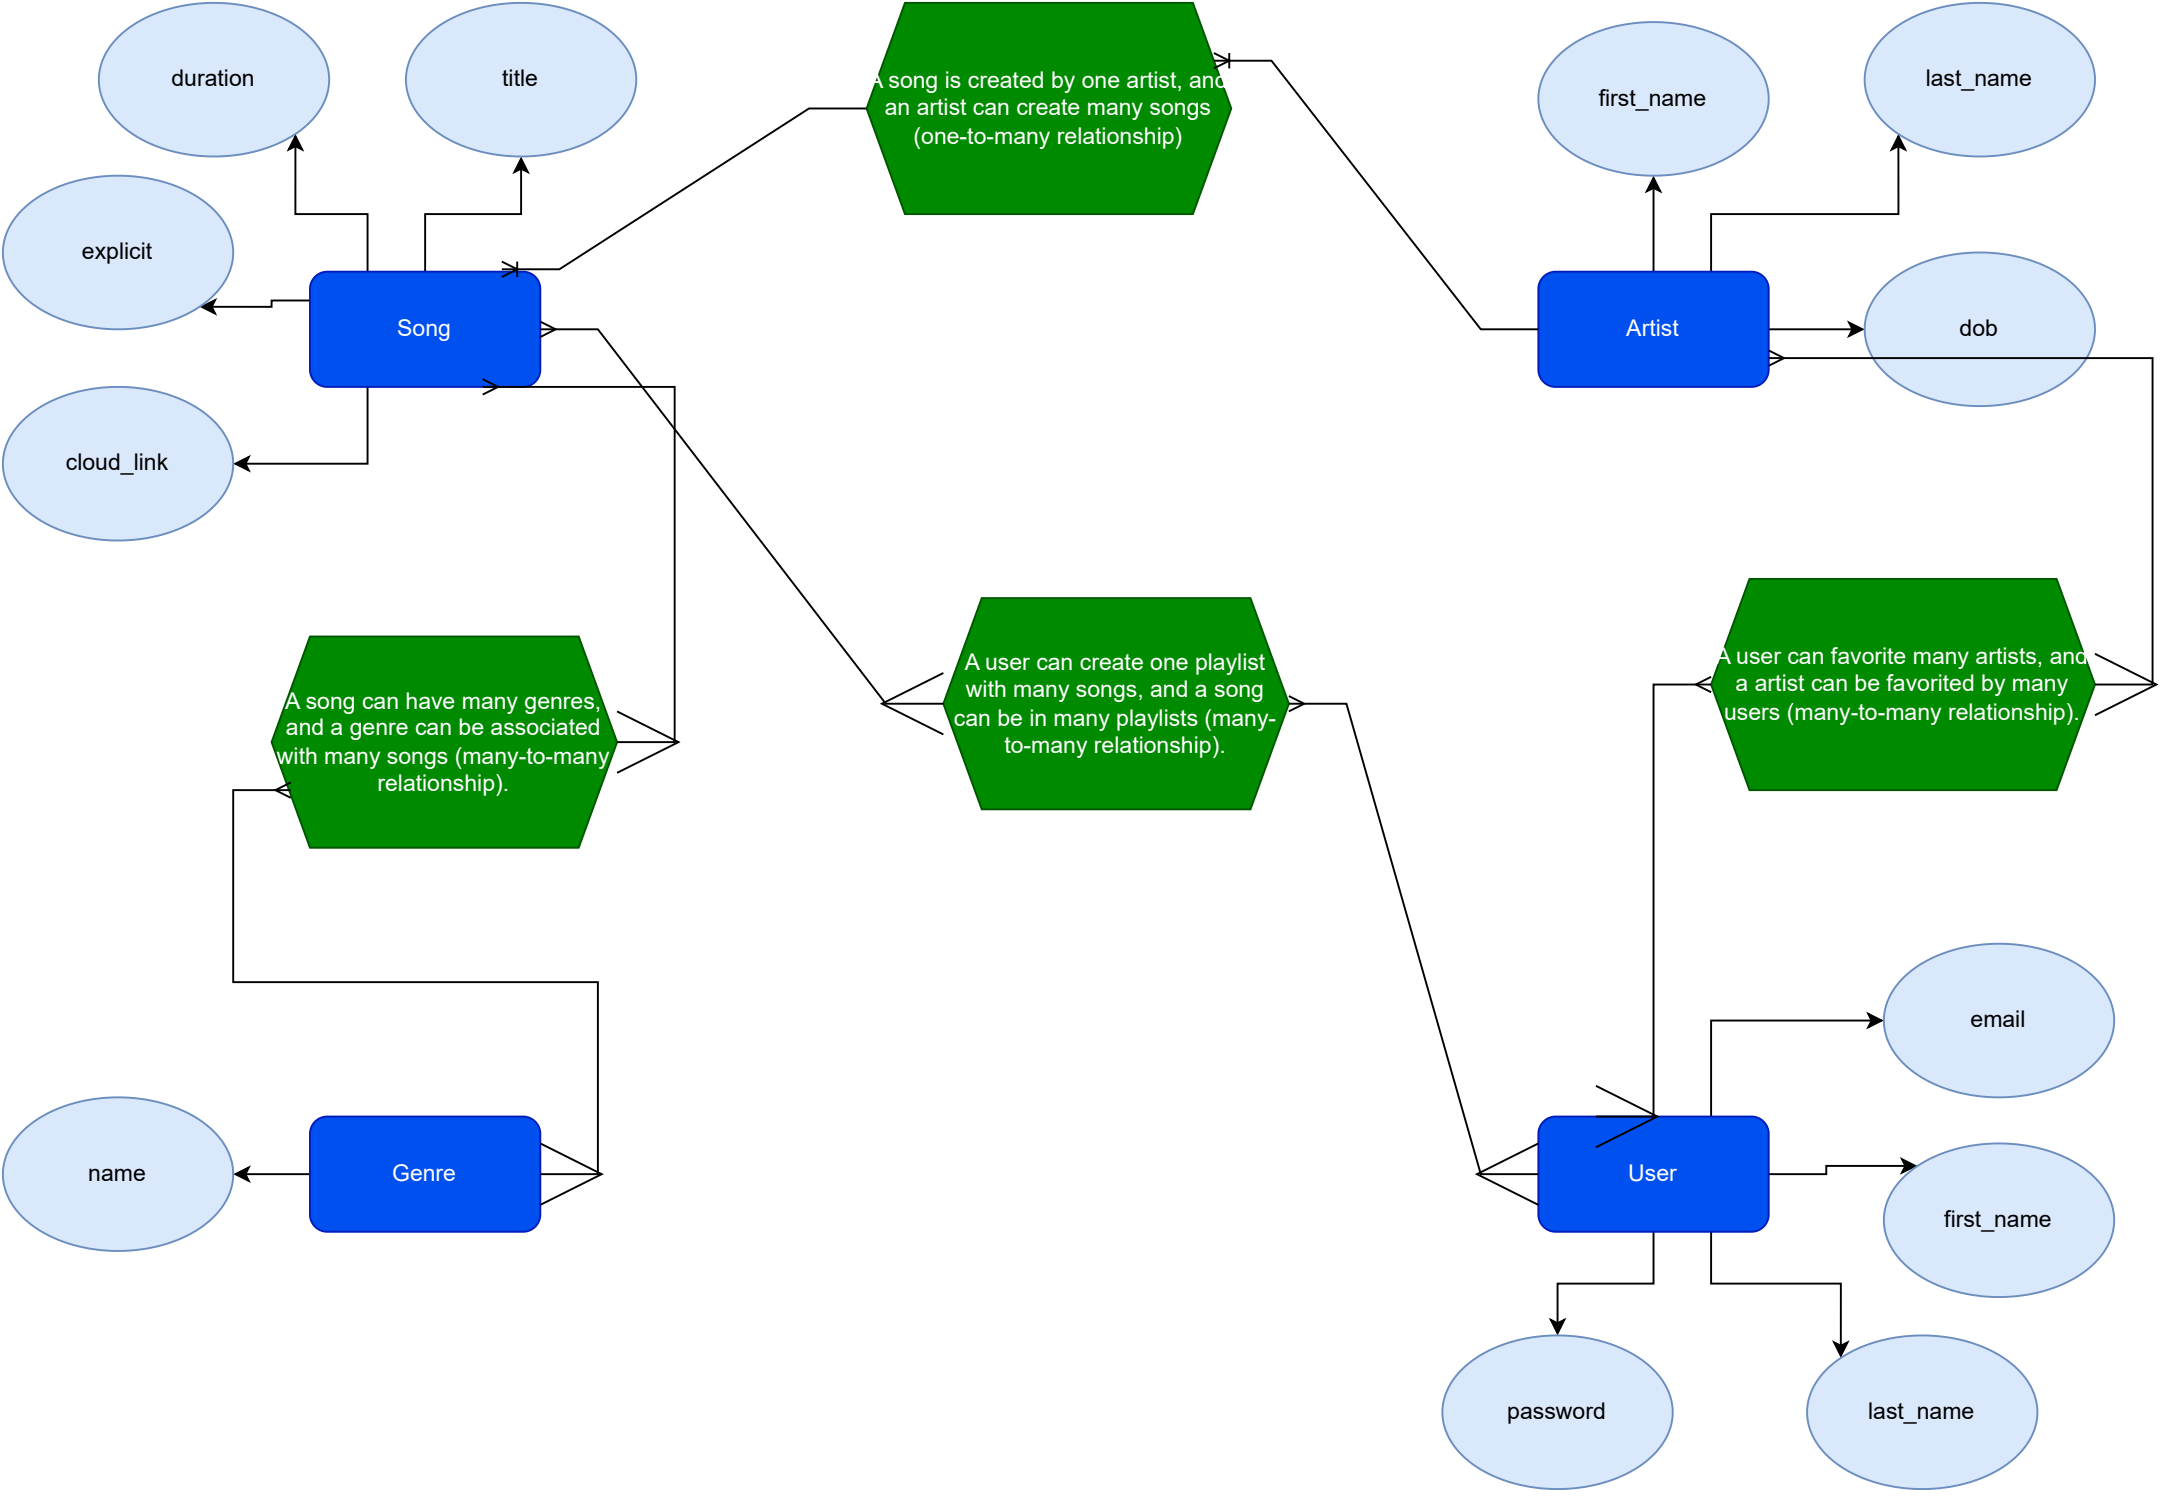 duration
title
A song is created by one artist, and
an artist can create many songs
(one-to-many relationship)
first_name
last_name
explicit
Song
Artist
dob
cloud_link
A song can have many genres,
and a genre can be associated
with many songs (many-to-many
relationship).
A user can create one playlist
with many songs, and a song
can be in many playlists (many-
to-many relationship).
A user can favorite many artists, and
a artist can be favorited by many
users (many-to-many relationship).
email
name
Genre
User
first_name
password
last_name